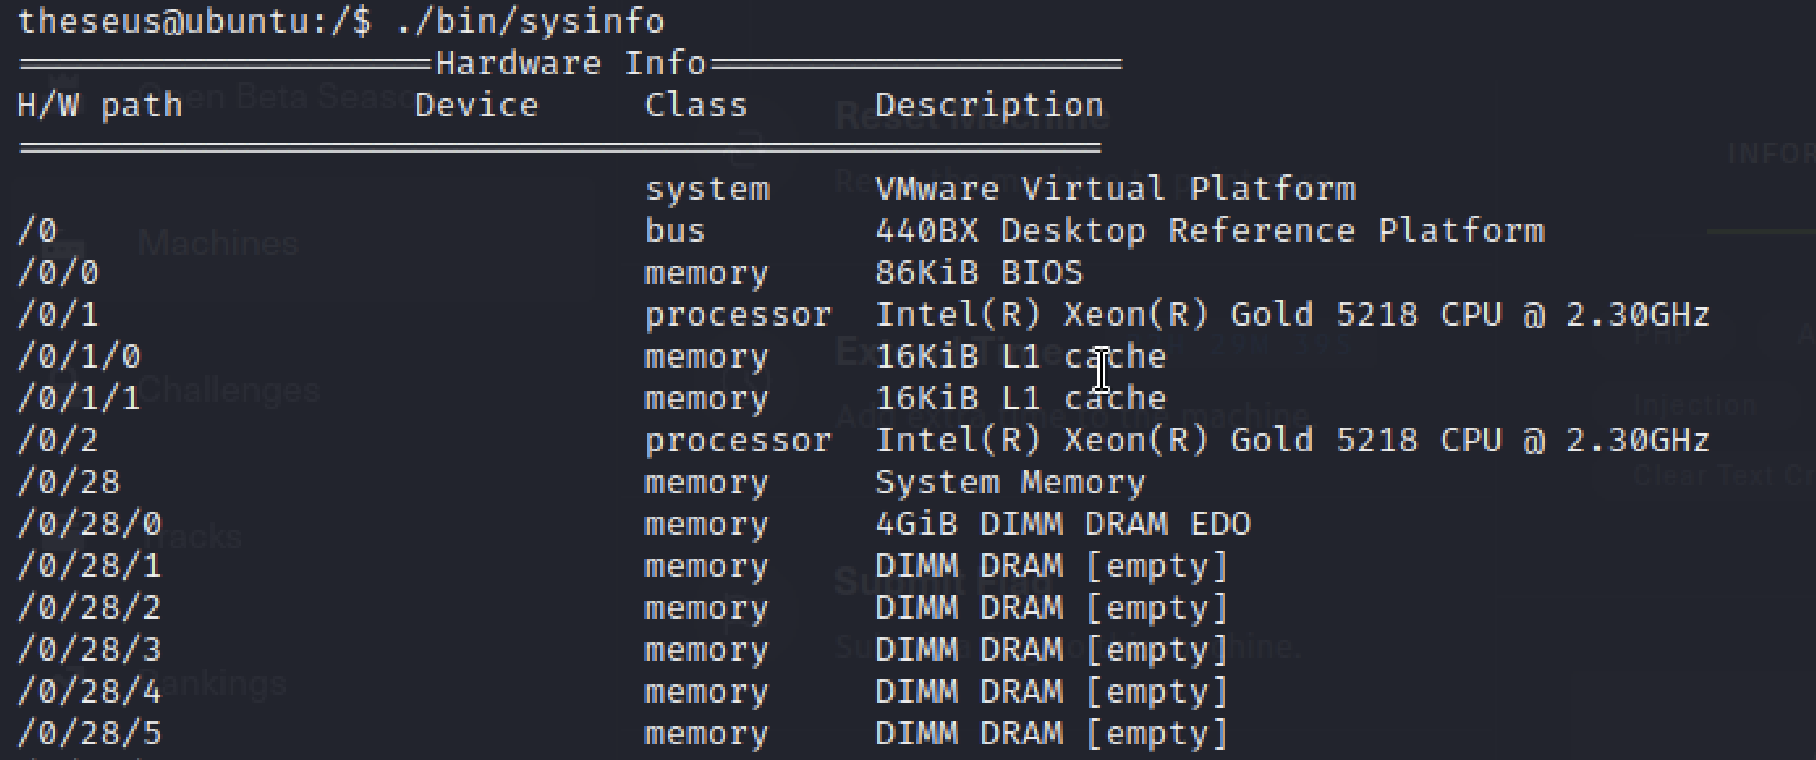 theseus@ubuntu:/$ ./bin/sysinfo
====================Hardware Info====================
H/W path Device Class Description
=====================================================
system VMware Virtual Platform
/0 bus 440BX Desktop Reference Platform
/0/0 memory 86KiB BIOS
/0/1 processor Intel(R) Xeon(R) Gold 5218 CPU @ 2.30GHz
/0/1/0 memory 16KiB L1 cache
/0/1/1 memory 16KiB L1 cache
/0/2 processor Intel(R) Xeon(R) Gold 5218 CPU @ 2.30GHz
/0/28 memory System Memory
/0/28/0 memory 4GiB DIMM DRAM EDO
/0/28/1 memory DIMM DRAM [empty]
/0/28/2 memory DIMM DRAM [empty]
/0/28/3 memory DIMM DRAM [empty]
/0/28/4 memory DIMM DRAM [empty]
/0/28/5 memory DIMM DRAM [empty]
Machines
Challenges
Reset Machine
Injection